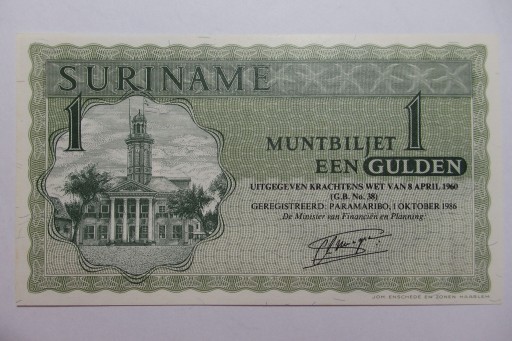 SURINAME
1
1
MUNTBILJET
EEN GULDEN
UITGEGEVEN KRACHTENS WET VAN 8 APRIL 1960
(G.B. No. 38)
GEREGISTREERD: PARAMARIBO, 1 OKTOBER 1986
De Minister van Financiën en Planning:
JOH. ENSCHEDÉ EN ZONEN HAARLEM